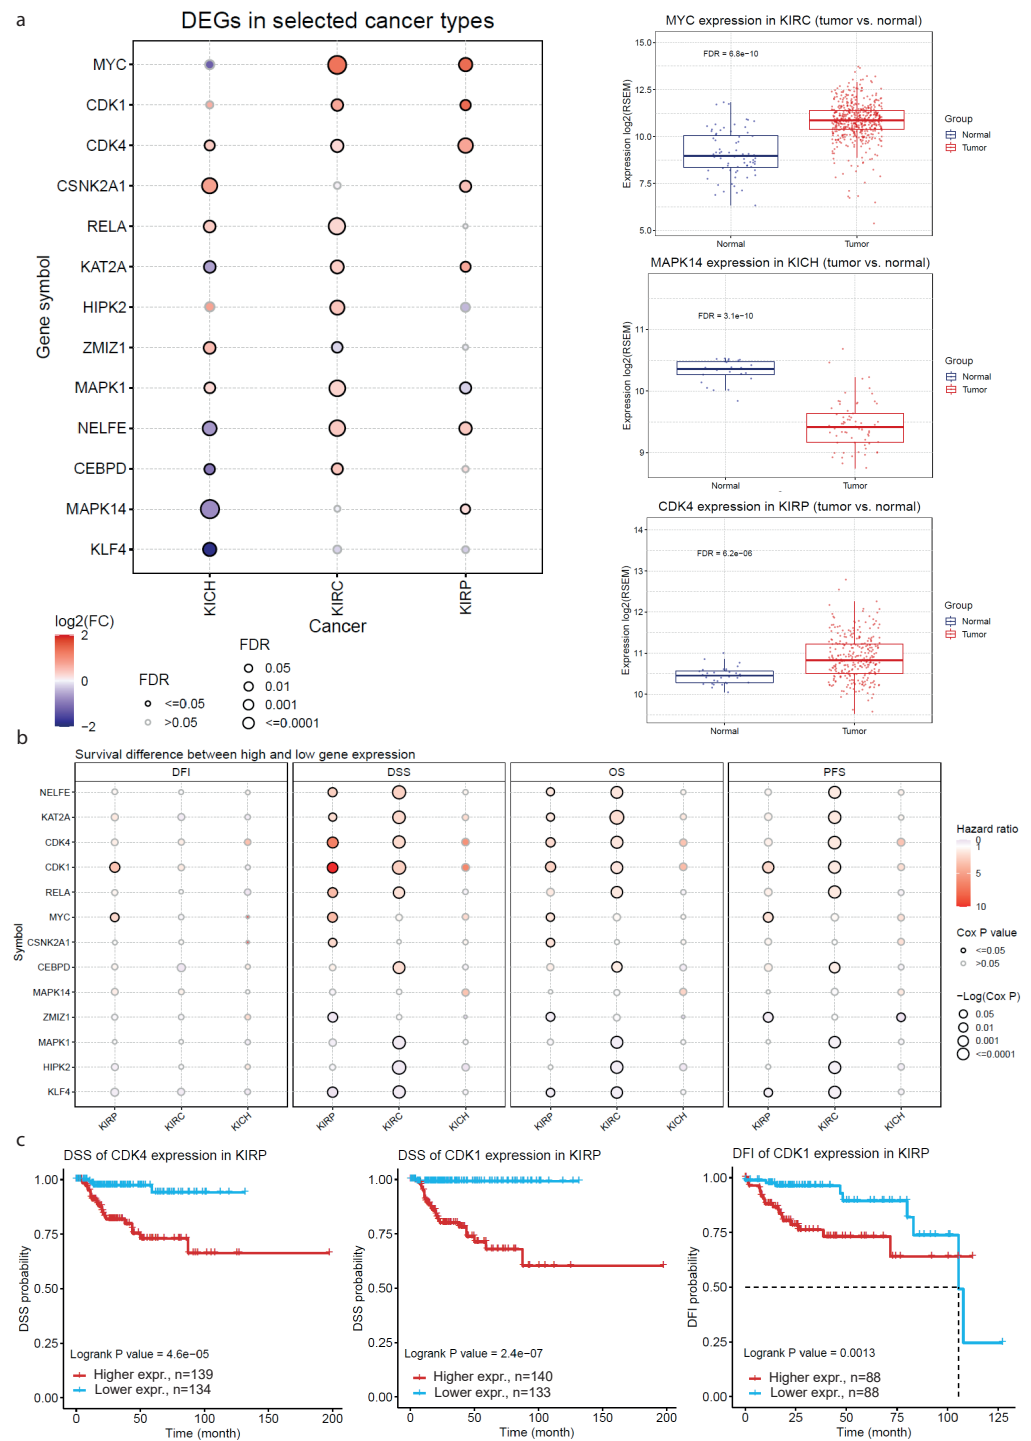 a
DEGs in selected cancer types
Gene symbol
MYC
CDK1
CDK4
CSNK2A1
RELA
KAT2A
HIPK2
ZMIZ1
MAPK1
NELFE
CEBPD
MAPK14
KLF4
KICH
KIRC
KIRP
Cancer
log2(FC)
2
0
−2
FDR
<=0.05
>0.05
FDR
0.05
0.01
0.001
<=0.0001
MYC expression in KIRC (tumor vs. normal)
Expression log2(RSEM)
15.0
12.5
10.0
7.5
5.0
FDR = 6.8e−10
Normal
Tumor
Group
Normal
Tumor
MAPK14 expression in KICH (tumor vs. normal)
Expression log2(RSEM)
11
10
9
FDR = 3.1e−10
Normal
Tumor
Group
Normal
Tumor
CDK4 expression in KIRP (tumor vs. normal)
Expression log2(RSEM)
14
13
12
11
10
FDR = 6.2e−06
Normal
Tumor
Group
Normal
Tumor
b
Survival difference between high and low gene expression
DFI
DSS
OS
PFS
Symbol
NELFE
KAT2A
CDK4
CDK1
RELA
MYC
CSNK2A1
CEBPD
MAPK14
ZMIZ1
MAPK1
HIPK2
KLF4
KIRP
KIRC
KICH
KIRP
KIRC
KICH
KIRP
KIRC
KICH
KIRP
KIRC
KICH
Hazard ratio
0
1
5
10
Cox P value
<=0.05
>0.05
−Log(Cox P)
0.05
0.01
0.001
<=0.0001
c
DSS of CDK4 expression in KIRP
DSS probability
1.00
0.75
0.50
0.25
0.00
Logrank P value = 4.6e−05
Higher expr., n=139
Lower expr., n=134
0
50
100
150
200
Time (month)
DSS of CDK1 expression in KIRP
DSS probability
1.00
0.75
0.50
0.25
0.00
Logrank P value = 2.4e−07
Higher expr., n=140
Lower expr., n=133
0
50
100
150
200
Time (month)
DFI of CDK1 expression in KIRP
DFI probability
1.00
0.75
0.50
0.25
0.00
Logrank P value = 0.0013
Higher expr., n=88
Lower expr., n=88
0
25
50
75
100
125
Time (month)